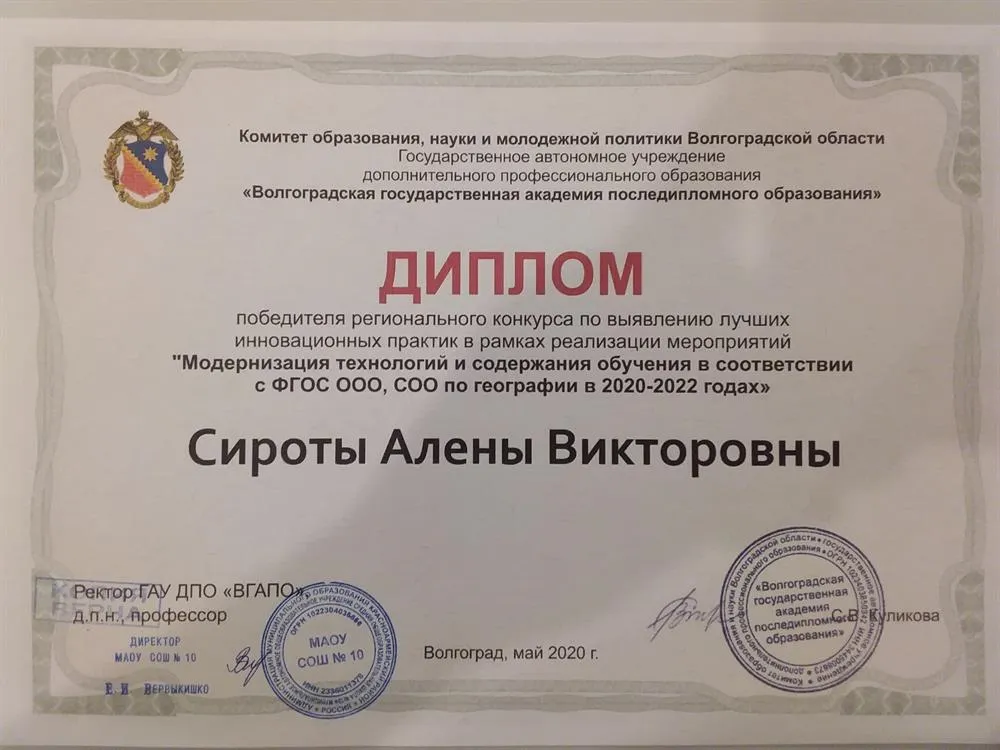 Комитет образования, науки и молодежной политики Волгоградской области
Государственное автономное учреждение
дополнительного профессионального образования
«Волгоградская государственная академия последипломного образования»
ДИПЛОМ
победителя регионального конкурса по выявлению лучших
инновационных практик в рамках реализации мероприятий
"Модернизация технологий и содержания обучения в соответствии
с ФГОС ООО, СОО по географии в 2020-2022 годах»
Сироты Алены Викторовны
Ректор ГАУ ДПО «ВГАПО»,
д.п.н., профессор
С.В. Куликова
КОПИЯ
ВЕРНА
ДИРЕКТОР
МАОУ СОШ № 10
Е.И. Вервыкишко
МАОУ
СОШ № 10
Волгоград, май 2020 г.
«Волгоградская
государственная
академия
последипломного
образования»